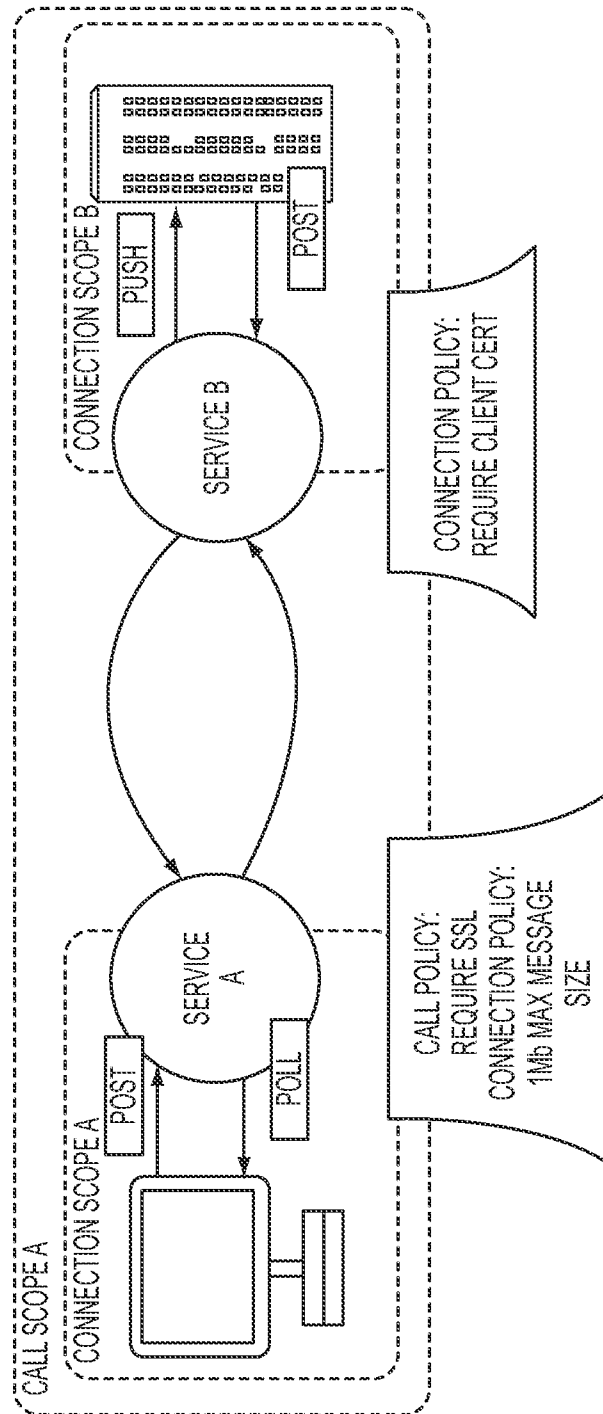 CALL SCOPE A
CONNECTION SCOPE A
POST
POLL
SERVICE
A
CONNECTION SCOPE B
PUSH
POST
SERVICE B
CALL POLICY:
REQUIRE SSL
CONNECTION POLICY:
1Mb MAX MESSAGE
SIZE
CONNECTION POLICY:
REQUIRE CLIENT CERT